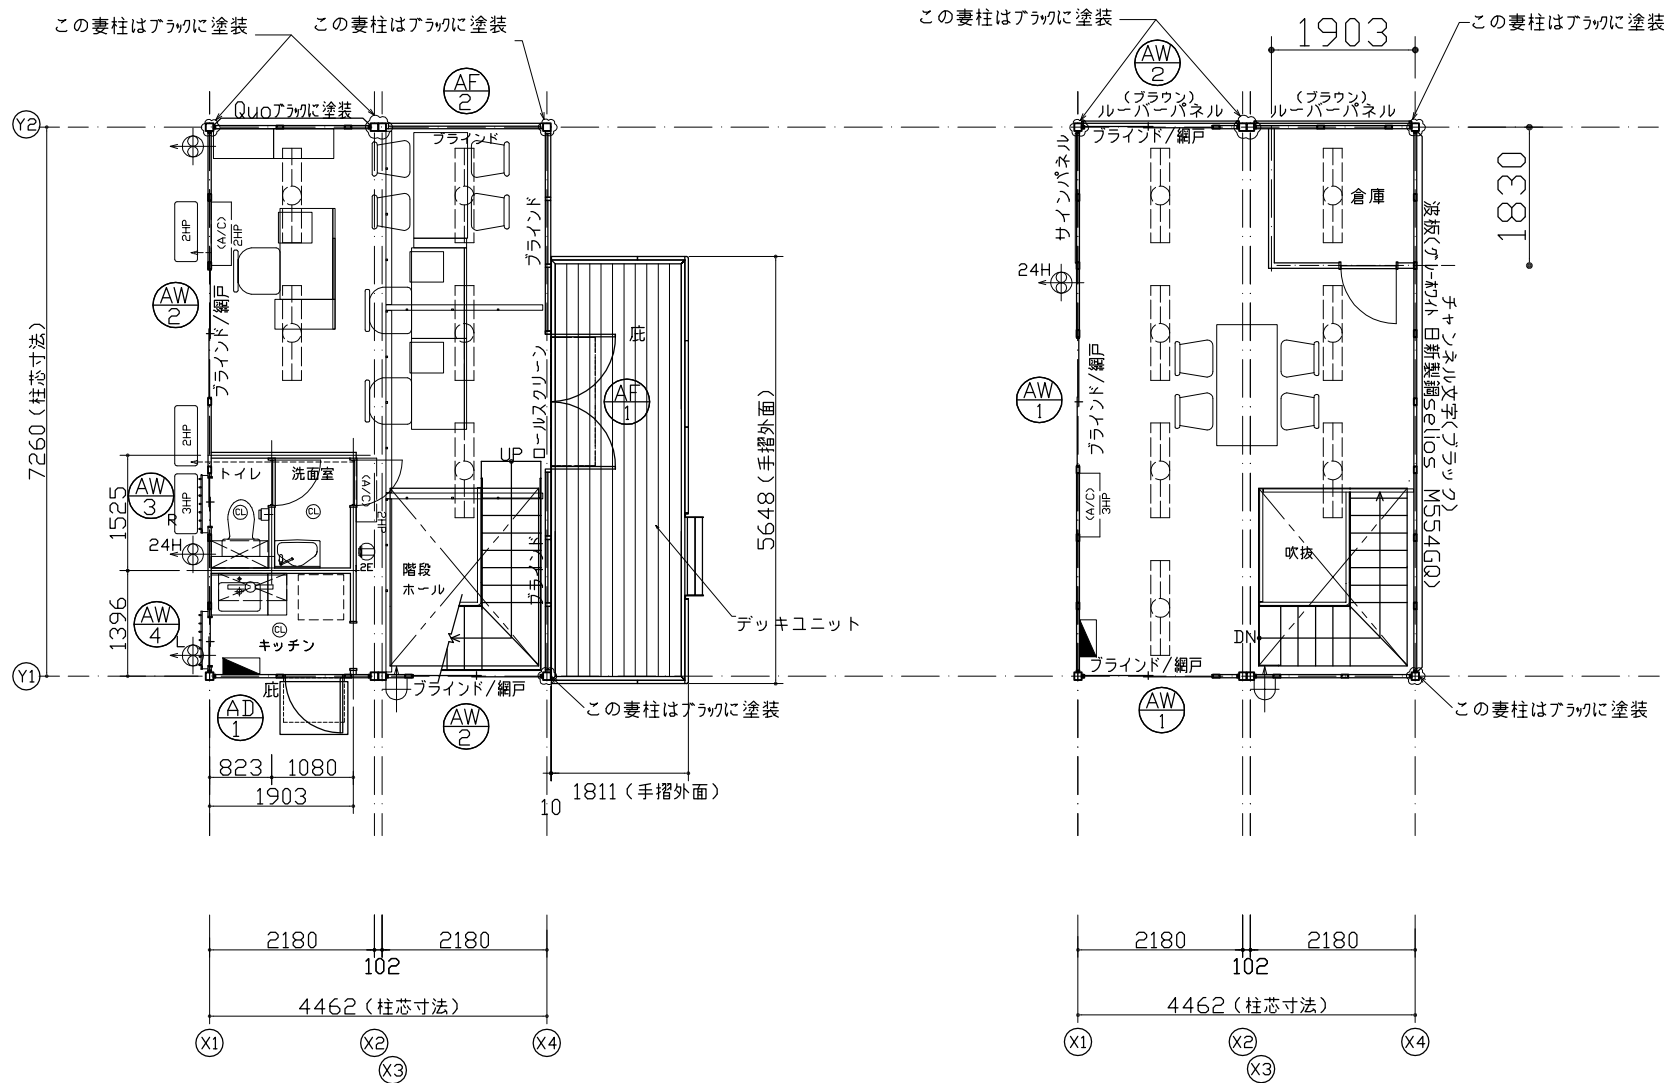 この妻柱はブラックに塗装
この妻柱はブラックに塗装
AF
2
Quoブラックに塗装
Y2
ブラインド
2HP
(A/C)
2HP
ブラインド
AW
2
ブラインド/網戸
庇
7260(柱芯寸法)
ロールスクリーン
AF
1
5648(手摺外面)
2HP
UP
トイレ
洗面室
AW
3
3HP
R
CL
CL
(A/C)
2HP
1525
24H
2E
階段
ホール
ブラインド
AW
4
L
CL
キッチン
1396
デッキユニット
Y1
庇
ブラインド/網戸
AD
1
AW
2
この妻柱はブラックに塗装
823
1080
1903
1811(手摺外面)
10
2180
2180
102
4462(柱芯寸法)
X1
X2
X3
X4
この妻柱はブラックに塗装
AW
2
1903
この妻柱はブラックに塗装
(ブラウン)
ルーバーパネル
(ブラウン)
ルーバーパネル
ブラインド/網戸
サインパネル
倉庫
1830
波板(グレーホワイト 日新製鋼selios M554GQ)
チャンネル文字(ブラック)
24H
AW
1
ブラインド/網戸
(A/C)
3HP
吹抜
DN
ブラインド/網戸
AW
1
この妻柱はブラックに塗装
2180
2180
102
4462(柱芯寸法)
X1
X2
X3
X4